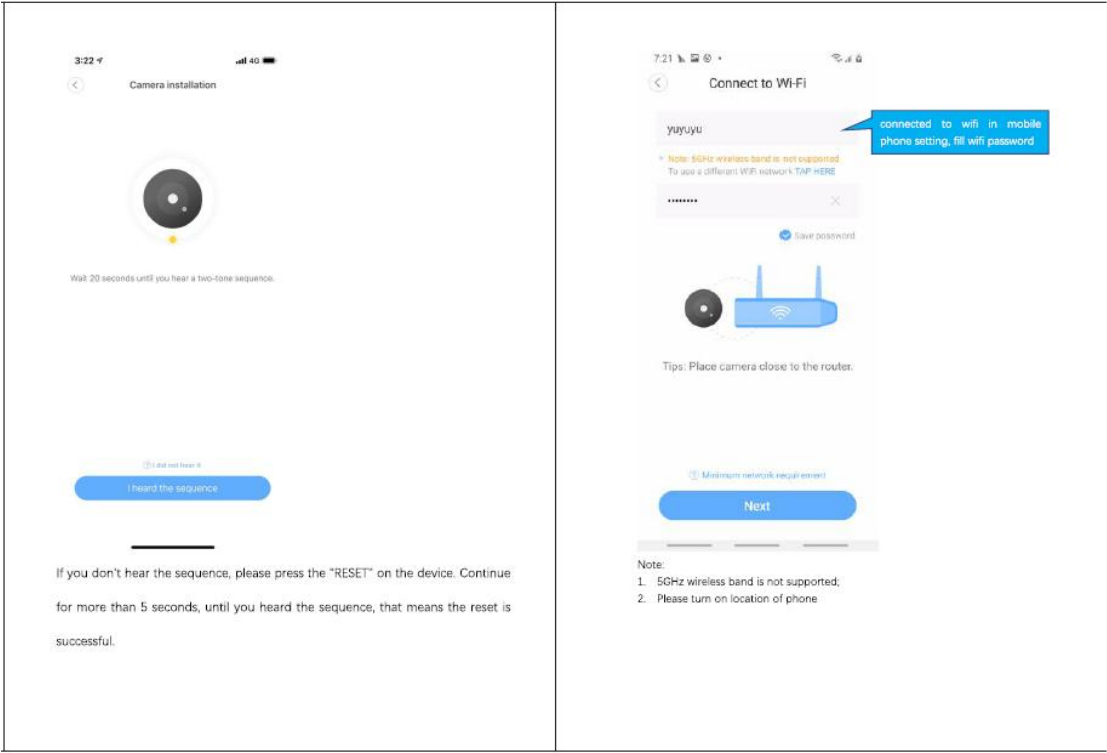 3:22
4G
Camera installation
Wait 20 seconds until you hear a two-tone sequence.
I did not hear it
I heard the sequence
If you don't hear the sequence, please press the "RESET" on the device. Continue
for more than 5 seconds, until you heard the sequence, that means the reset is
successful.
7:21
Connect to Wi-Fi
yuyuyu
connected to wifi in mobile
phone setting, fill wifi password
* Note: 5GHz wireless band is not supported
To use a different WiFi network TAP HERE
••••••••
Save password
Tips: Place camera close to the router.
Minimum network requirement
Next
Note:
1. 5GHz wireless band is not supported;
2. Please turn on location of phone